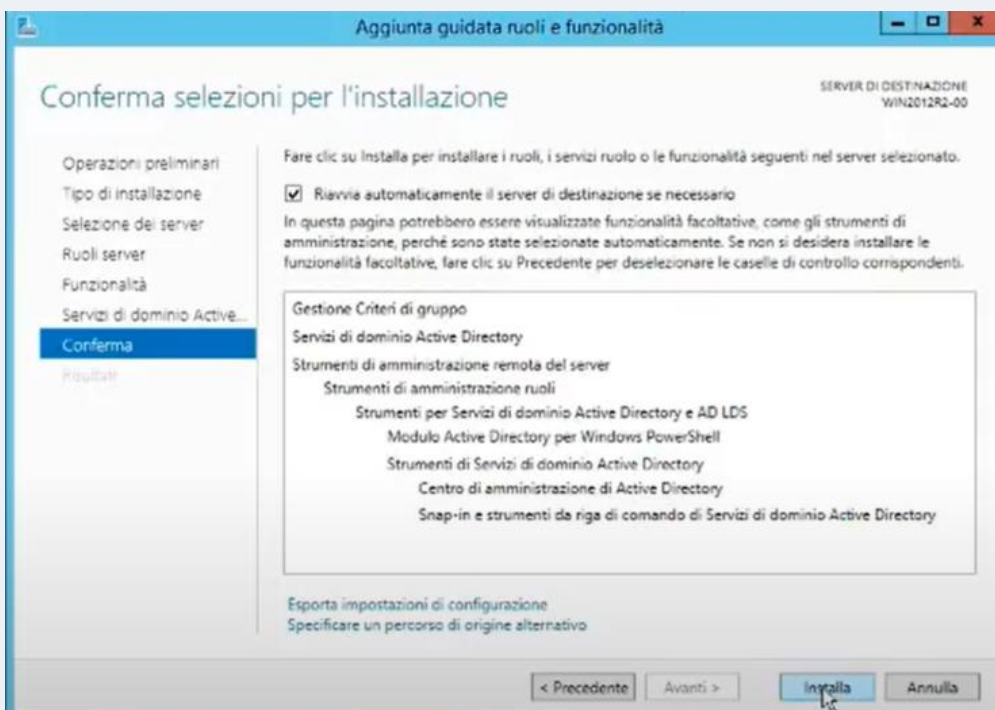 Aggiunta guidata ruoli e funzionalità
Conferma selezioni per l'installazione
SERVER DI DESTINAZIONE
WIN2012R2-00
Operazioni preliminari
Tipo di installazione
Selezione dei server
Ruoli server
Funzionalità
Servizi di dominio Active...
Conferma
Risultati
Fare clic su Installa per installare i ruoli, i servizi ruolo o le funzionalità seguenti nel server selezionato.
Riavvia automaticamente il server di destinazione se necessario
In questa pagina potrebbero essere visualizzate funzionalità facoltative, come gli strumenti di
amministrazione, perché sono state selezionate automaticamente. Se non si desidera installare le
funzionalità facoltative, fare clic su Precedente per deselezionare le caselle di controllo corrispondenti.
Gestione Criteri di gruppo
Servizi di dominio Active Directory
Strumenti di amministrazione remota del server
Strumenti di amministrazione ruoli
Strumenti per Servizi di dominio Active Directory e AD LDS
Modulo Active Directory per Windows PowerShell
Strumenti di Servizi di dominio Active Directory
Centro di amministrazione di Active Directory
Snap-in e strumenti da riga di comando di Servizi di dominio Active Directory
Esporta impostazioni di configurazione
Specificare un percorso di origine alternativo
< Precedente
Avanti >
Installa
Annulla